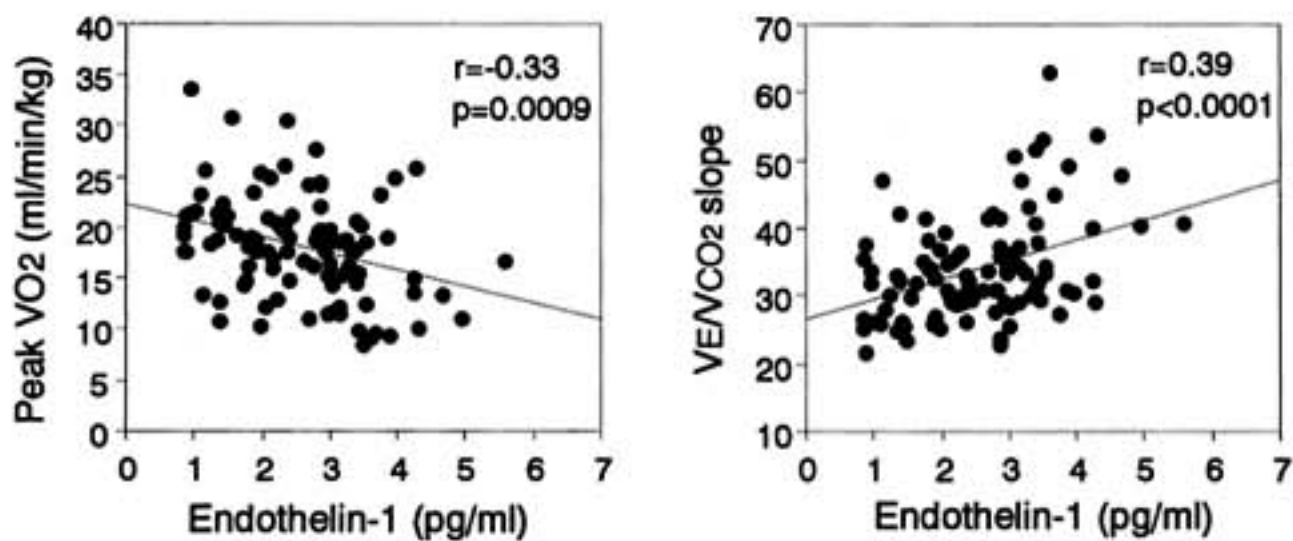 Peak VO2 (ml/min/kg)
40
35
30
25
20
15
10
5
0
r=-0.33
p=0.0009
0 1 2 3 4 5 6 7
Endothelin-1 (pg/ml)
VE/VCO2 slope
70
60
50
40
30
20
10
r=0.39
p<0.0001
0 1 2 3 4 5 6 7
Endothelin-1 (pg/ml)